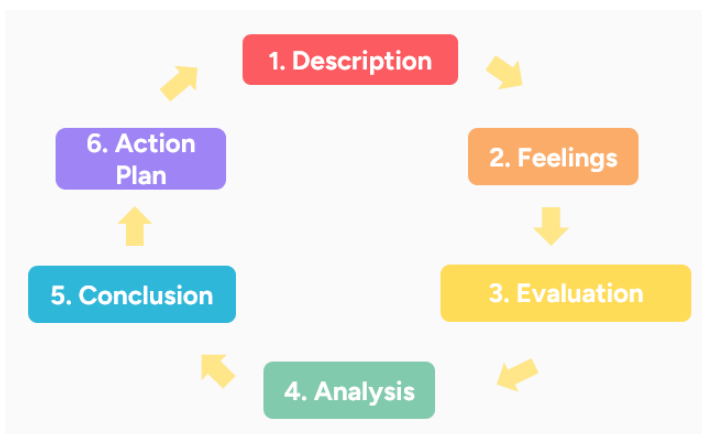 1. Description
2. Feelings
3. Evaluation
4. Analysis
5. Conclusion
6. Action
Plan